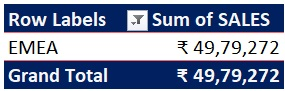 Row Labels Sum of SALES
EMEA ₹ 49,79,272
Grand Total ₹ 49,79,272